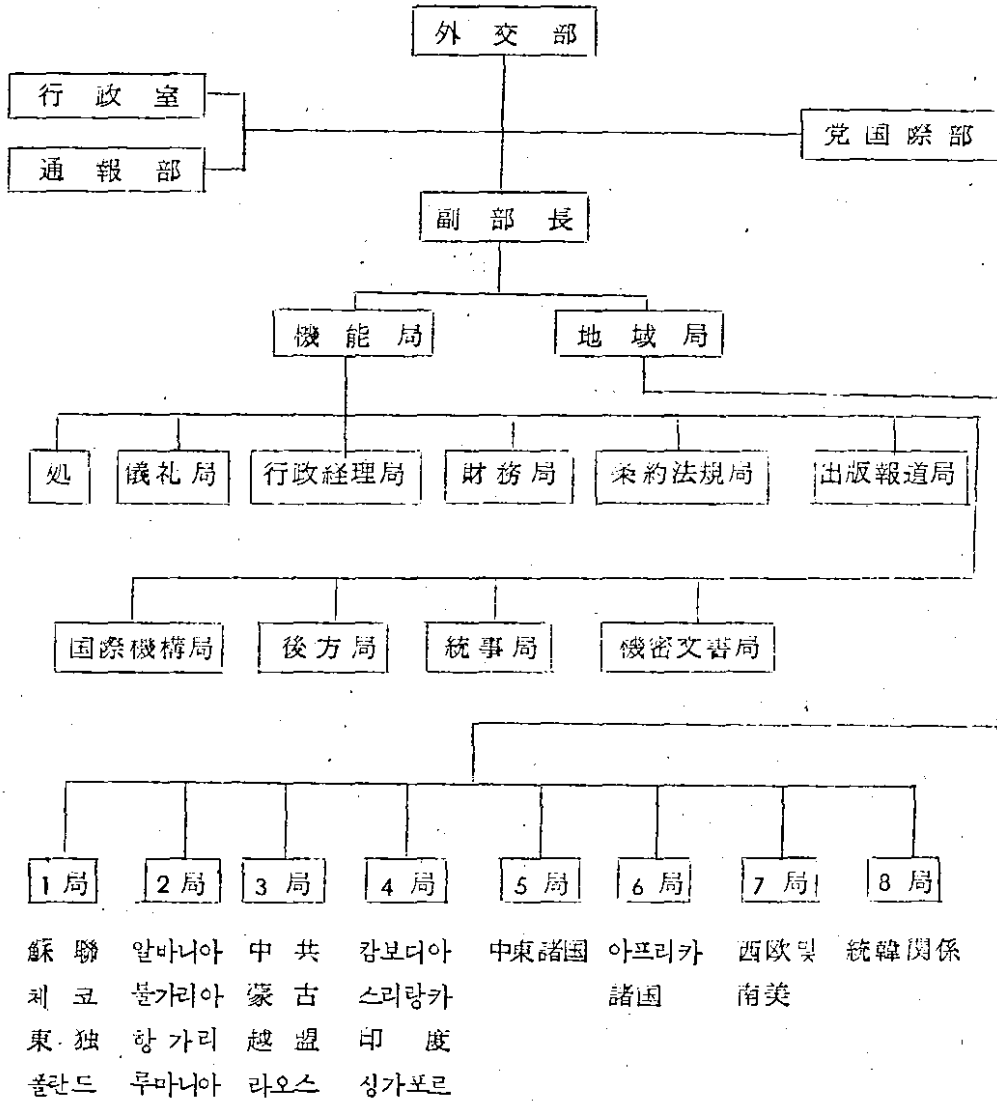 外交部
行政室
通報部
党国際部
副部長
機能局 地域局
処 儀礼局 行政経理局 財務局 条約法規局 出版報道局
国際機構局 後方局 統事局 機密文書局
1局 2局 3局 4局 5局 6局 7局 8局
蘇聯 알바니아 中共 캄보디아 中東諸国 아프리카 西欧및 統韓関係
체코 불가리아 蒙古 스리랑카 諸国 南美
東独 항가리 越盟 印度
폴란드 루마니아 라오스 싱가포르